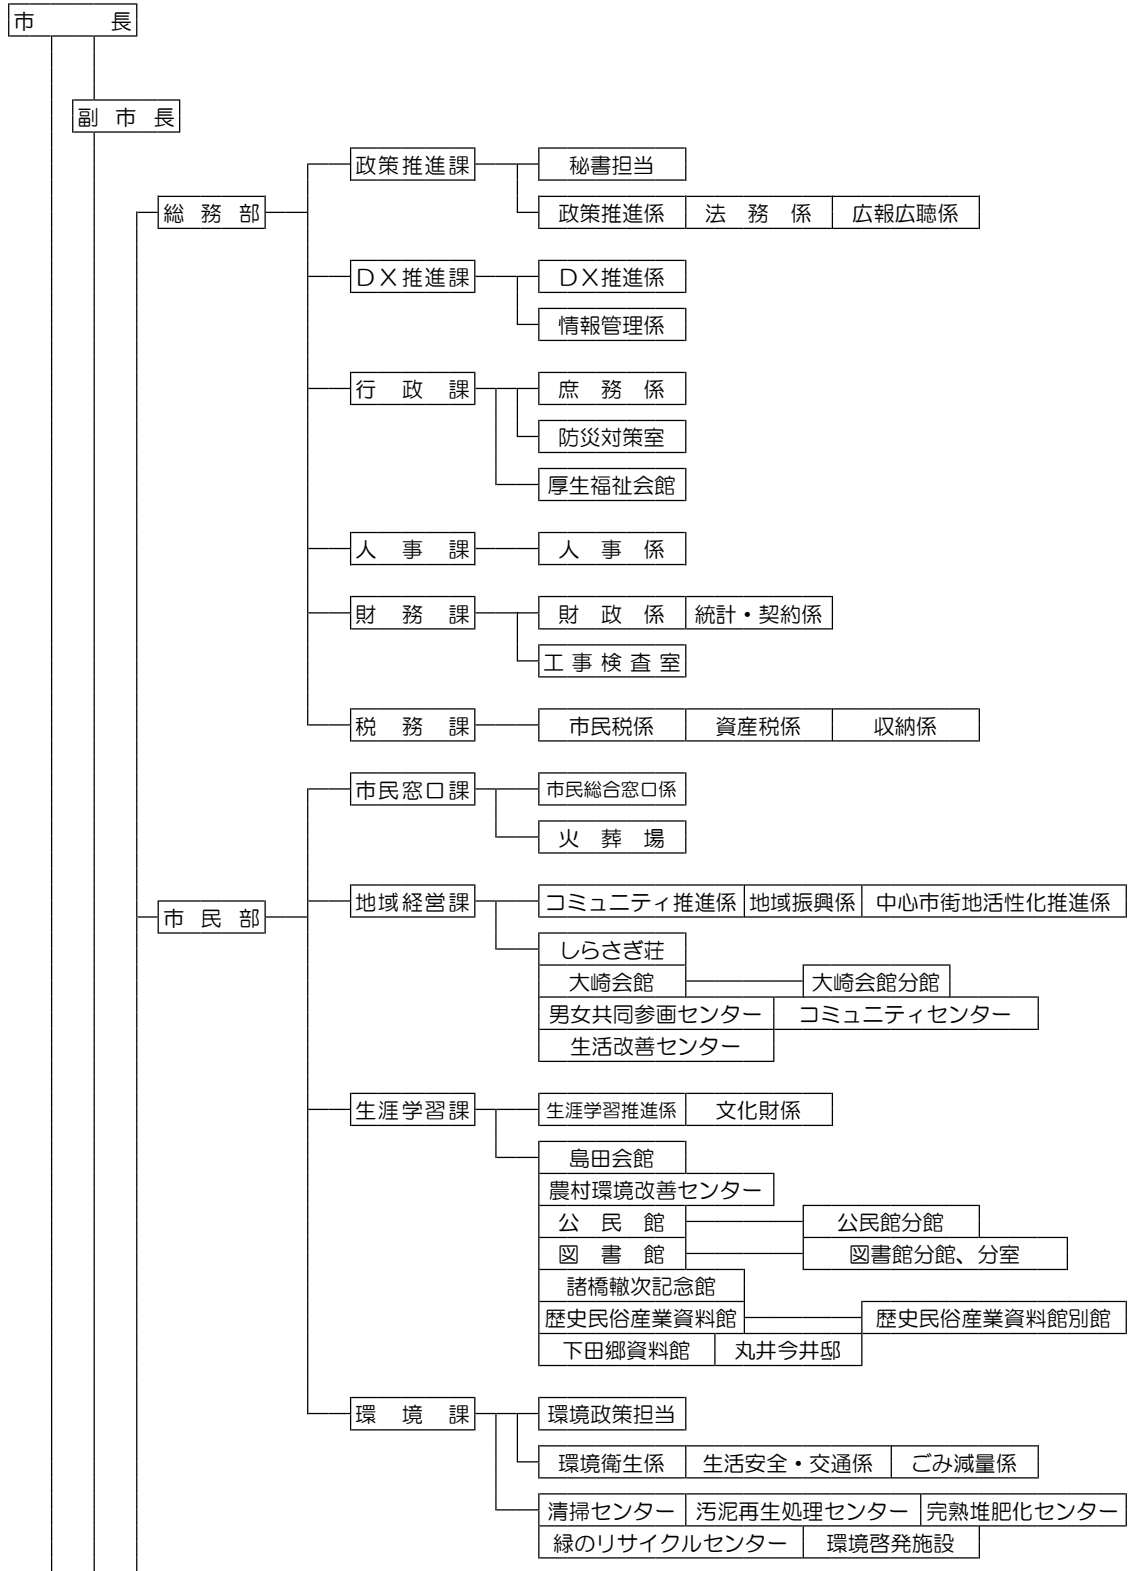 市長
副市長
政策推進課 秘書担当
総務部 政策推進係 法務係 広報広聴係
DX推進課 DX推進係
情報管理係
行政課 庶務係
防災対策室
厚生福祉会館
人事課 人事係
財務課 財政係 統計・契約係
工事検査室
税務課 市民税係 資産税係 収納係
市民窓口課 市民総合窓口係
火葬場
市民部 地域経営課 コミュニティ推進係 地域振興係 中心市街地活性化推進係
しらさぎ荘
大崎会館 大崎会館分館
男女共同参画センター コミュニティセンター
生活改善センター
生涯学習課 生涯学習推進係 文化財係
島田会館
農村環境改善センター
公民館 公民館分館
図書館 図書館分館、分室
諸橋轍次記念館
歴史民俗産業資料館 歴史民俗産業資料館別館
下田郷資料館 丸井今井邸
環境課 環境政策担当
環境衛生係 生活安全・交通係 ごみ減量係
清掃センター 汚泥再生処理センター 完熟堆肥化センター
緑のリサイクルセンター 環境啓発施設